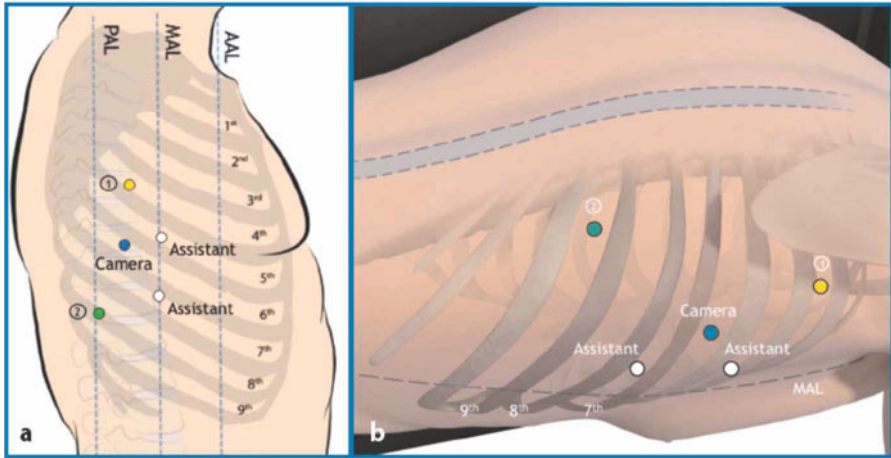 PAL
MAL
AAL
1st
2nd
3rd
4th
5th
6th
7th
8th
9th
①
Assistant
Camera
Assistant
②
a
②
①
Camera
Assistant
Assistant
MAL
9th
8th
7th
b